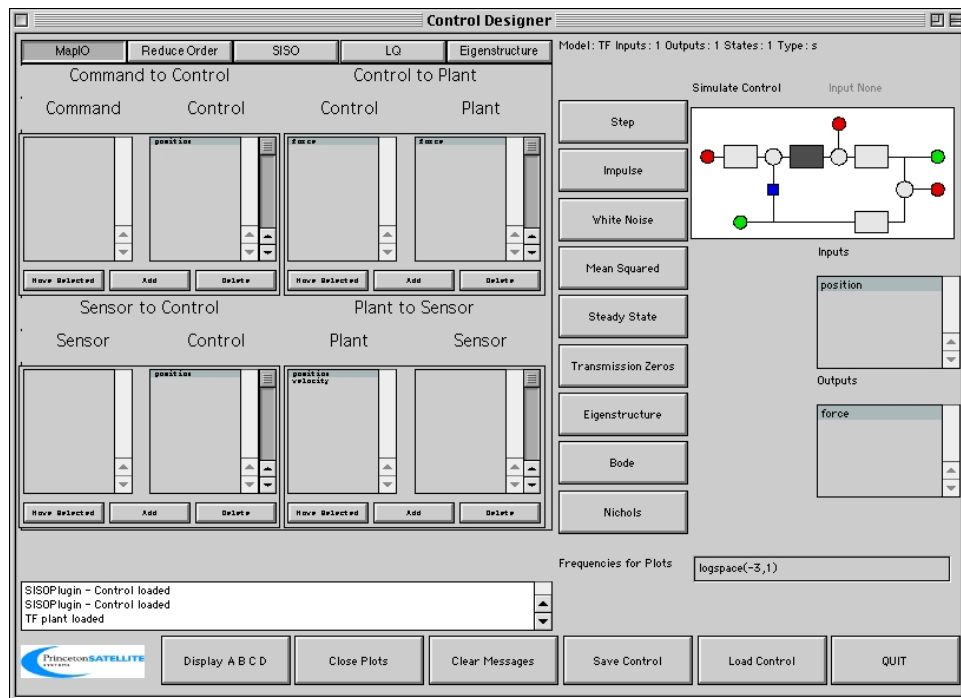 Control Designer
MapIO Reduce Order SISO LQ Eigenstructure
Model: TF Inputs: 1 Outputs: 1 States: 1 Type: s
Command to Control Control to Plant
Simulate Control Input None
Command Control Control Plant
position force force
Step
Impulse
White Noise
Inputs
Mean Squared
Move Selected Add Delete Move Selected Add Delete
position
Sensor to Control Plant to Sensor
Steady State
Sensor Control Plant Sensor
Transmission Zeros
Outputs
position position
velocity
force
Eigenstructure
Bode
Move Selected Add Delete Move Selected Add Delete
Nichols
Frequencies for Plots logspace(-3,1)
SISOPlugin - Control loaded
SISOPlugin - Control loaded
TF plant loaded
PrincetonSATELLITE
SYSTEMS
Display A B C D Close Plots Clear Messages Save Control Load Control QUIT